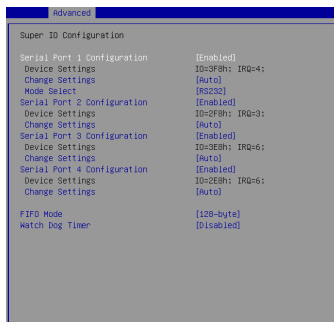 Advanced
Super IO Configuration
Serial Port 1 Configuration [Enabled]
Device Settings IO=3F8h; IRQ=4;
Change Settings [Auto]
Mode Select [RS232]
Serial Port 2 Configuration [Enabled]
Device Settings IO=2F8h; IRQ=3;
Change Settings [Auto]
Serial Port 3 Configuration [Enabled]
Device Settings IO=3E8h; IRQ=6;
Change Settings [Auto]
Serial Port 4 Configuration [Enabled]
Device Settings IO=2E8h; IRQ=6;
Change Settings [Auto]
FIFO Mode [128-byte]
Watch Dog Timer [Disabled]